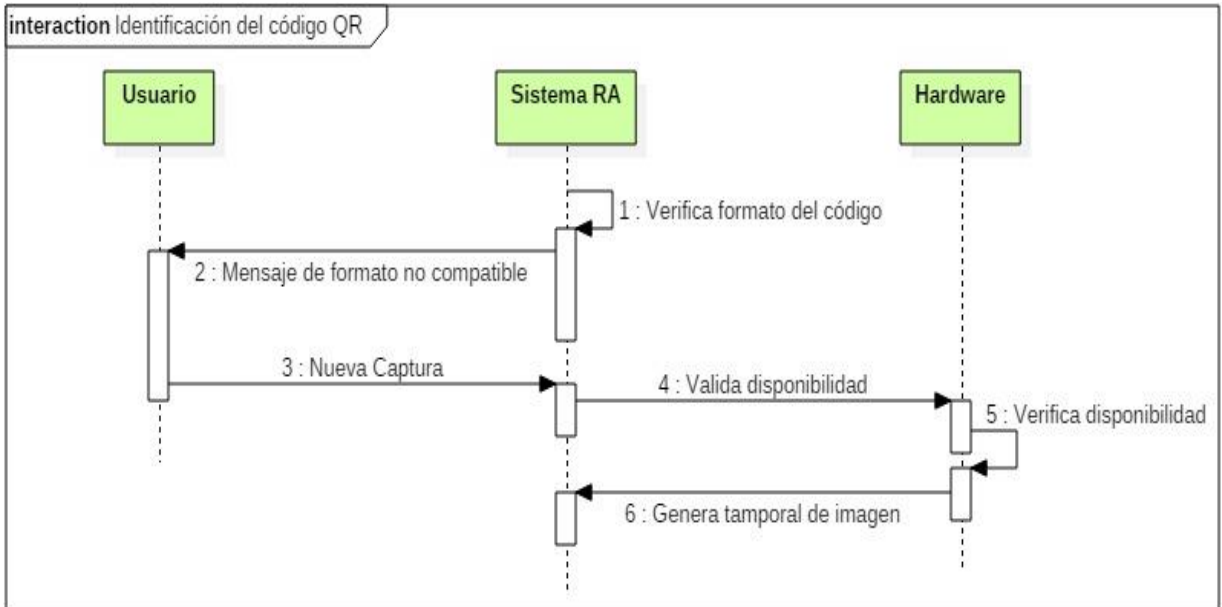 interaction Identificación del código QR
Usuario
Sistema RA
Hardware
1 : Verifica formato del código
2 : Mensaje de formato no compatible
3 : Nueva Captura
4 : Valida disponibilidad
5 : Verifica disponibilidad
6 : Genera tamporal de imagen